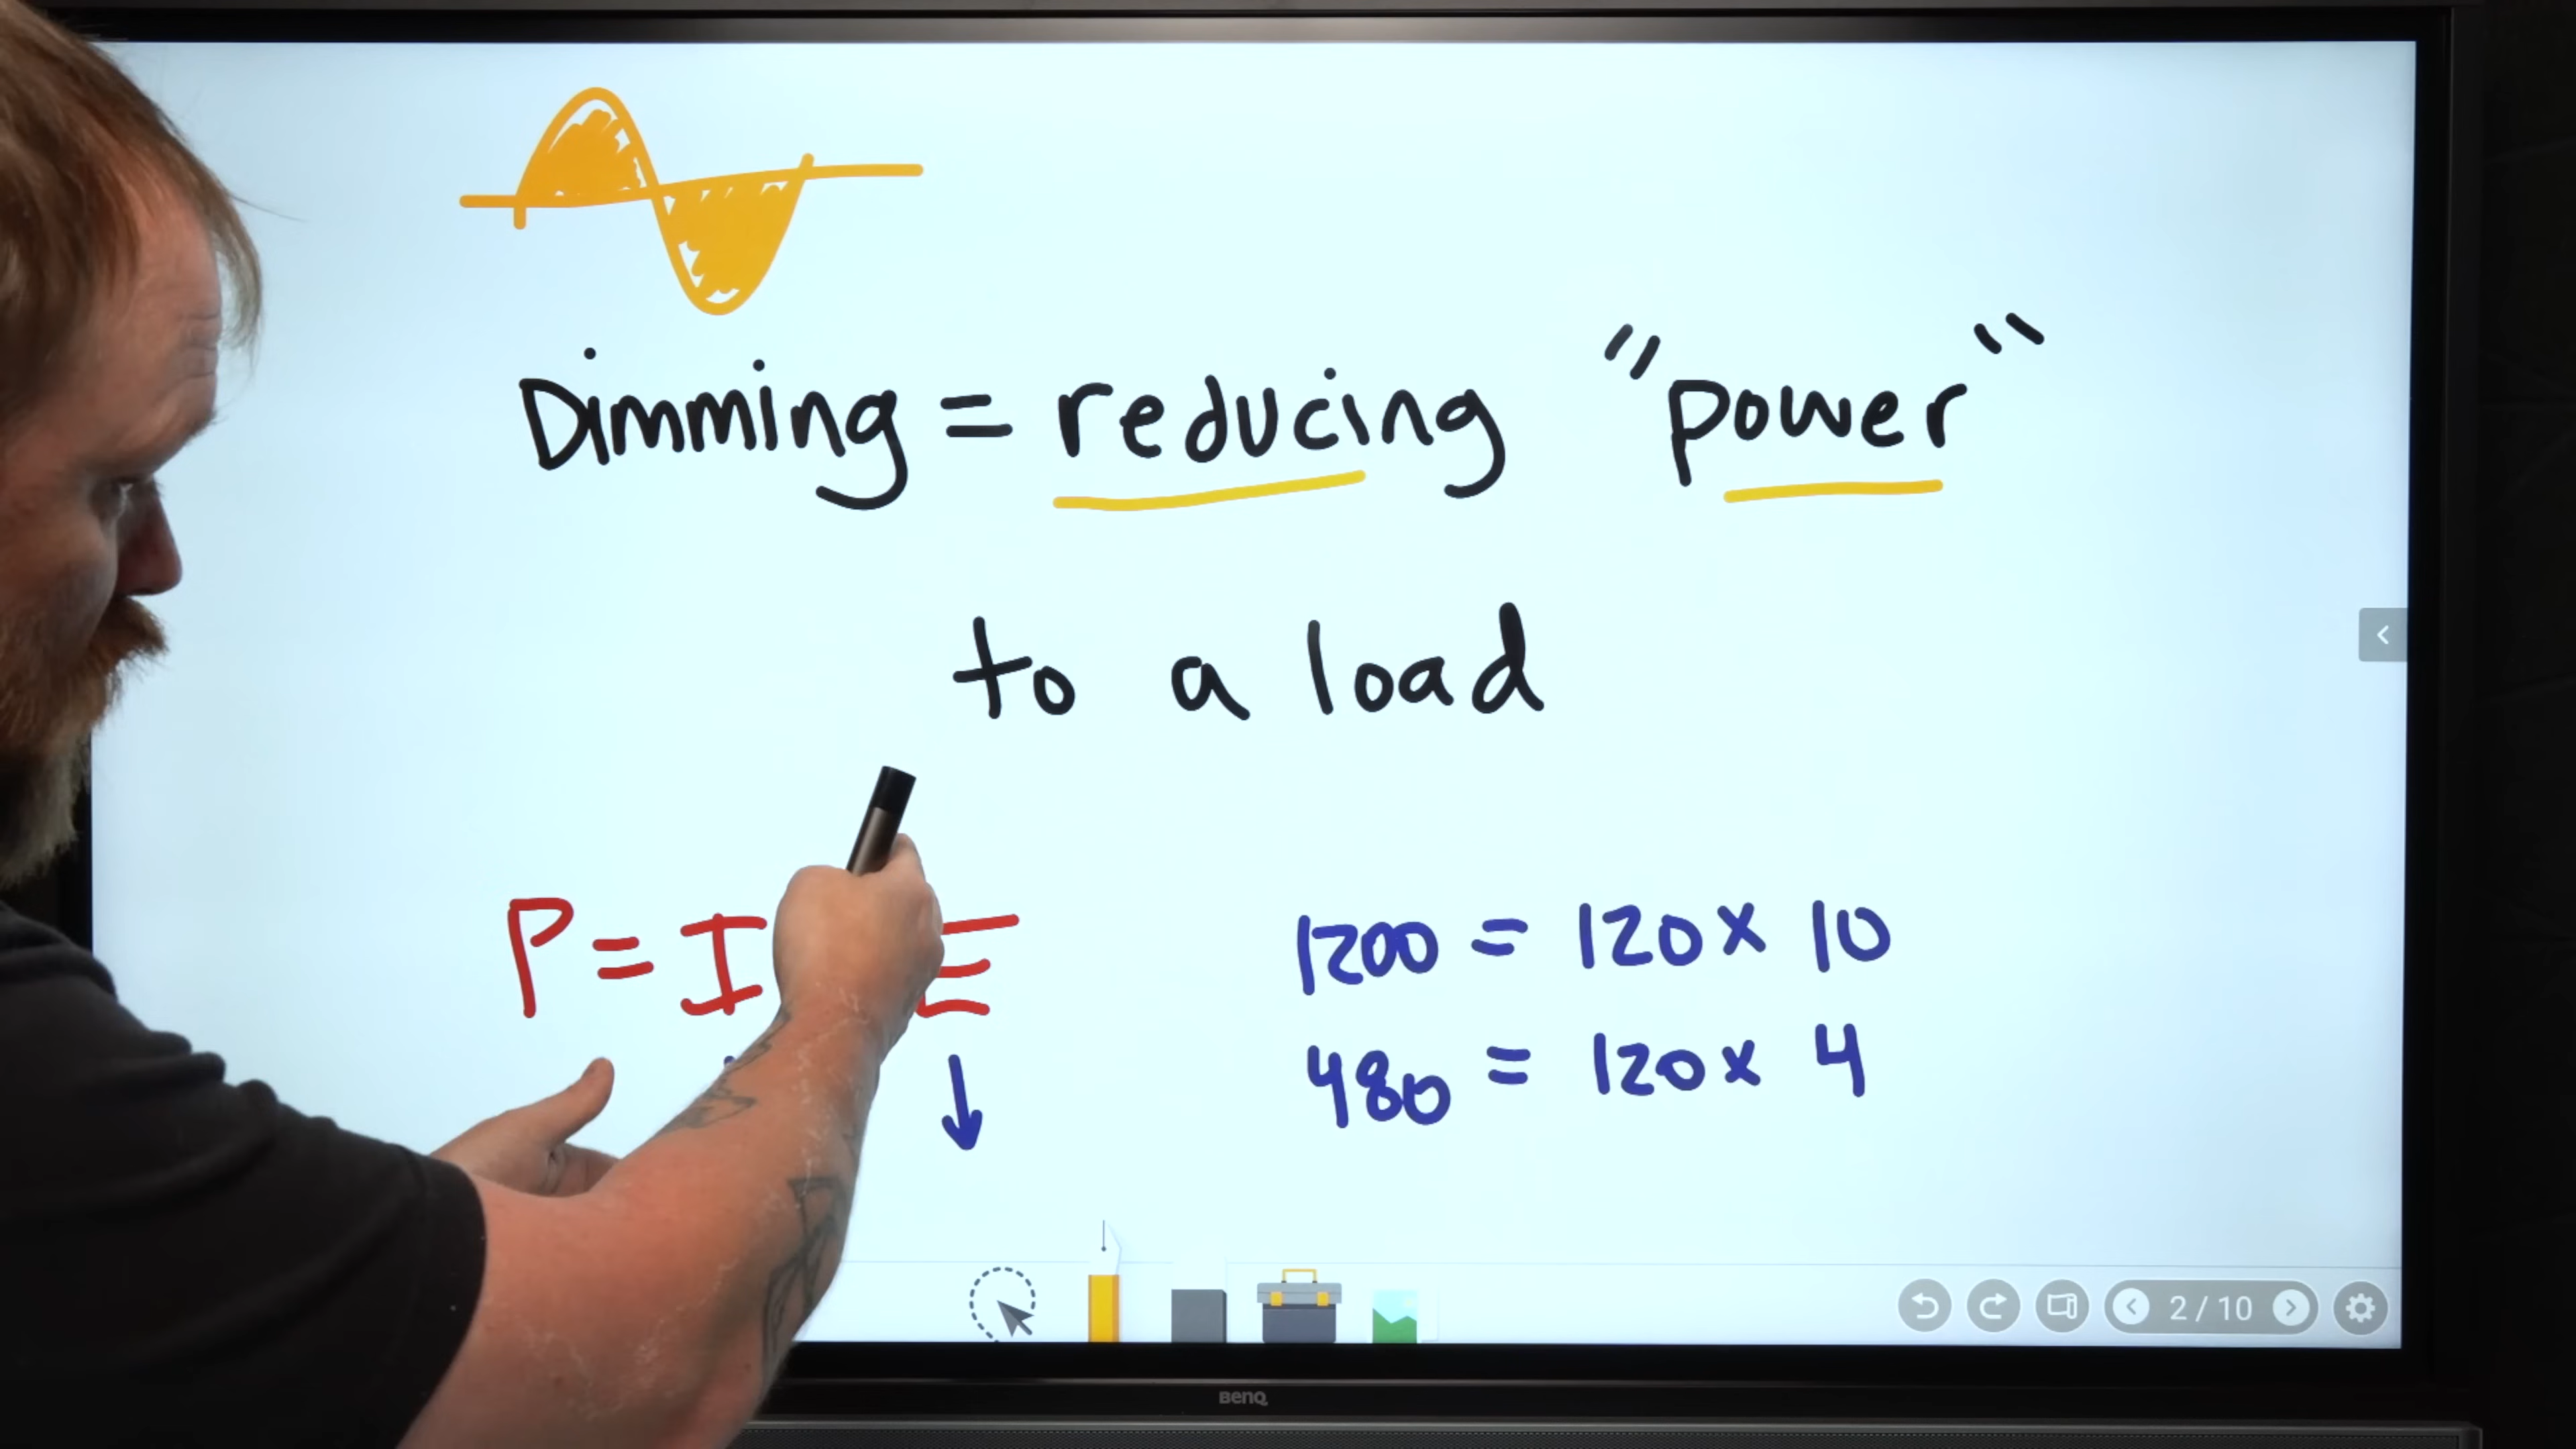 Dimming = reducing "power"
to a load
P = I E
1200 = 120 x 10
480 = 120 x 4
2 / 10
BenQ